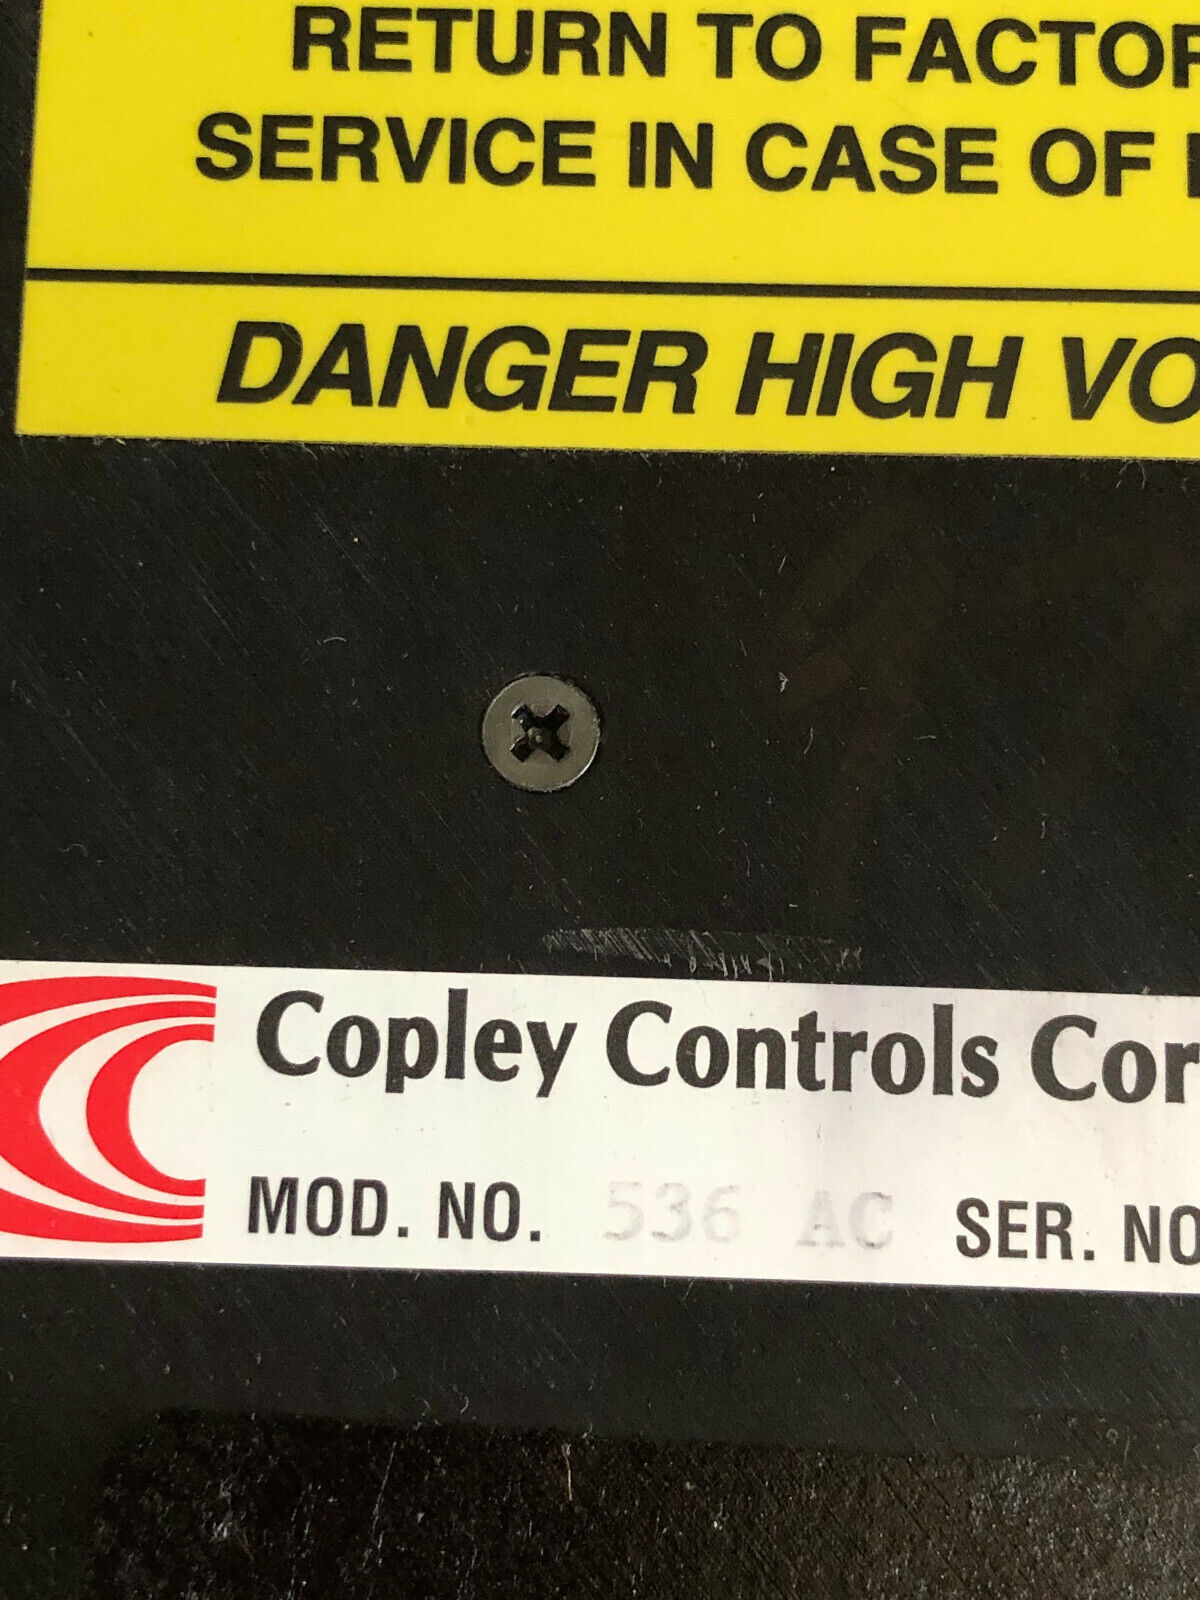 RETURN TO FACTOR
SERVICE IN CASE OF
DANGER HIGH VO
Copley Controls Cor
MOD. NO. 536 AC SER. NO